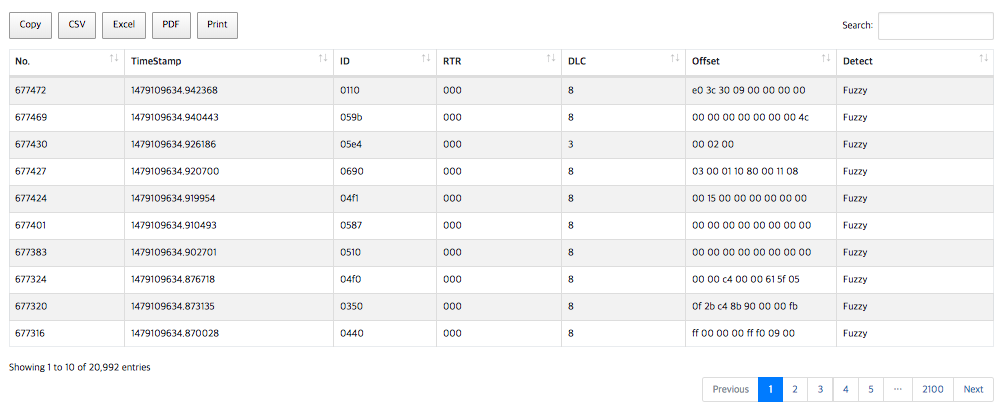 Copy CSV Excel PDF Print Search:
No. TimeStamp ID RTR DLC Offset Detect
677472 1479109634.942368 0110 000 8 e0 3c 30 09 00 00 00 00 Fuzzy
677469 1479109634.940443 059b 000 8 00 00 00 00 00 00 00 4c Fuzzy
677430 1479109634.926186 05e4 000 3 00 02 00 Fuzzy
677427 1479109634.920700 0690 000 8 03 00 01 10 80 00 11 08 Fuzzy
677424 1479109634.919954 04f1 000 8 00 15 00 00 00 00 00 00 Fuzzy
677401 1479109634.910493 0587 000 8 00 00 00 00 00 00 00 00 Fuzzy
677383 1479109634.902701 0510 000 8 00 00 00 00 00 00 00 00 Fuzzy
677324 1479109634.876718 04f0 000 8 00 00 c4 00 00 61 5f 05 Fuzzy
677320 1479109634.873135 0350 000 8 0f 2b c4 8b 90 00 00 fb Fuzzy
677316 1479109634.870028 0440 000 8 ff 00 00 00 ff f0 09 00 Fuzzy
Showing 1 to 10 of 20,992 entries
Previous 1 2 3 4 5 ... 2100 Next